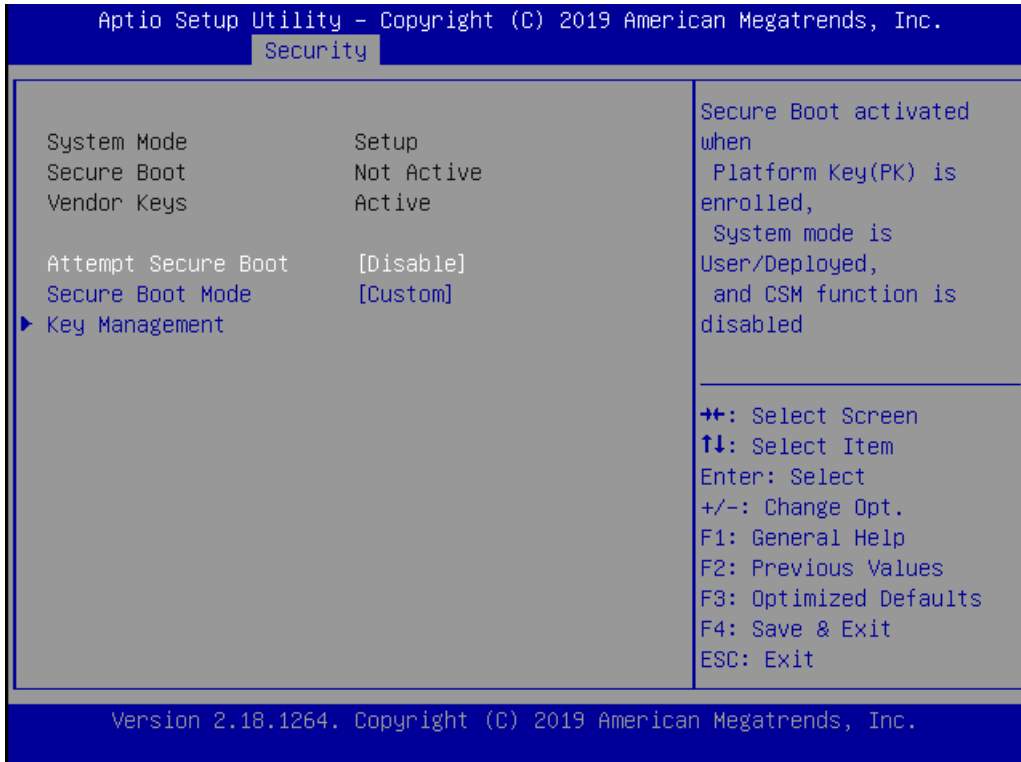 Aptio Setup Utility – Copyright (C) 2019 American Megatrends, Inc.
Security
System Mode Setup
Secure Boot Not Active
Vendor Keys Active
Attempt Secure Boot [Disable]
Secure Boot Mode [Custom]
Key Management
Secure Boot activated
when
Platform Key(PK) is
enrolled,
System mode is
User/Deployed,
and CSM function is
disabled
→←: Select Screen
↑↓: Select Item
Enter: Select
+/-: Change Opt.
F1: General Help
F2: Previous Values
F3: Optimized Defaults
F4: Save & Exit
ESC: Exit
Version 2.18.1264. Copyright (C) 2019 American Megatrends, Inc.